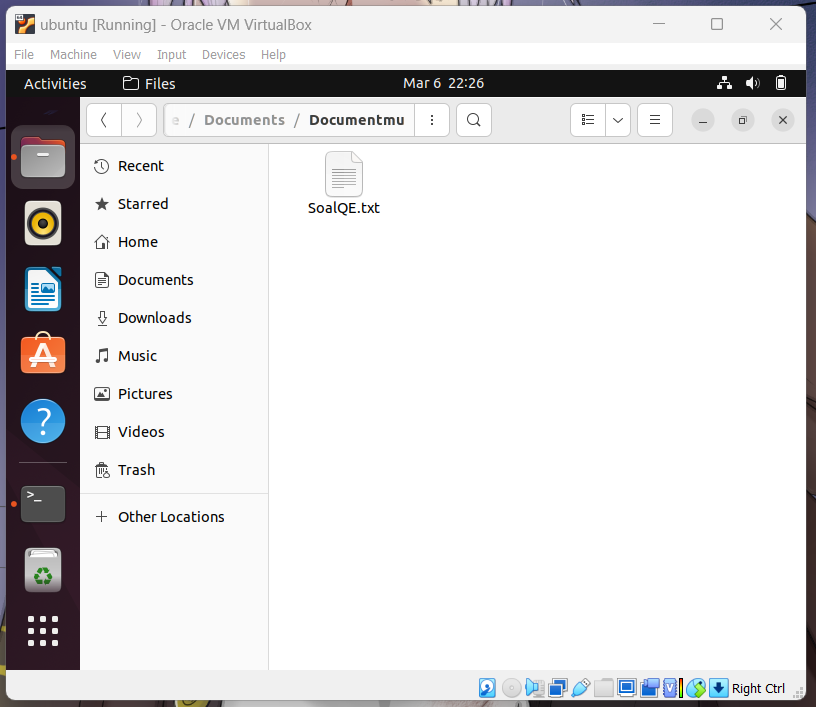 ubuntu [Running] - Oracle VM VirtualBox
File Machine View Input Devices Help
Activities Files Mar 6 22:26
e / Documents / Documentmu
Recent
Starred
Home
Documents
Downloads
Music
Pictures
Videos
Trash
+ Other Locations
SoalQE.txt
>_
Right Ctrl